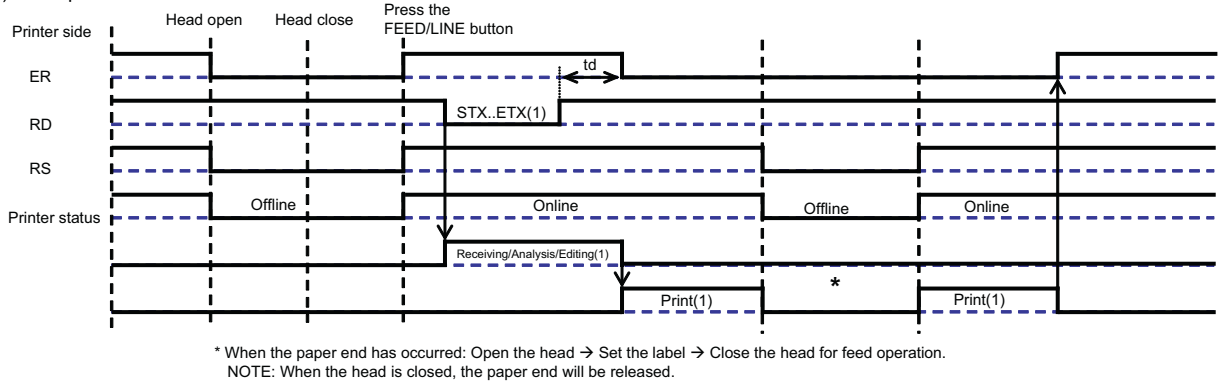 Printer side
Head open
Head close
Press the
FEED/LINE button
ER
td
RD
STX..ETX(1)
RS
Printer status
Offline
Online
Offline
Online
Receiving/Analysis/Editing(1)
Print(1)
*
Print(1)
* When the paper end has occurred: Open the head → Set the label → Close the head for feed operation.
NOTE: When the head is closed, the paper end will be released.